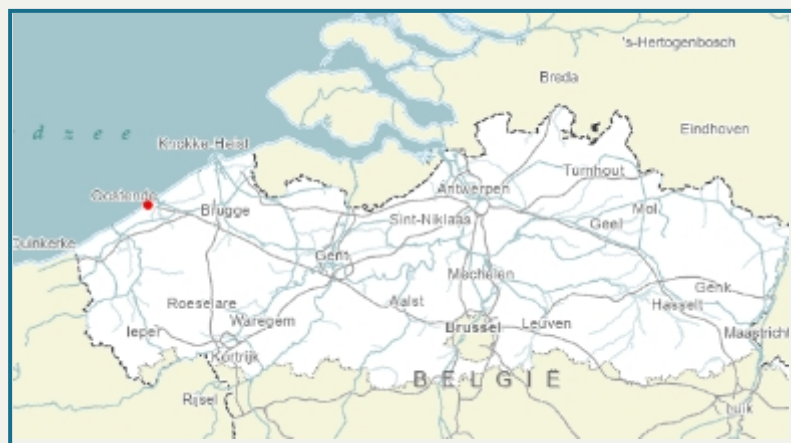 's-Hertogenbosch
Breda
dzee
Eindhoven
Knokke-Heist
Turnhout
Oostende
Antwerpen
Mol
Brugge
Sint-Niklaas
Geel
Duinkerke
Gent
Mechelen
Genk
Roeselare
Aalst
Hasselt
Waregem
Brussel
Leuven
Ieper
Maastricht
Kortrijk
BELGIË
Rijsel
Luik